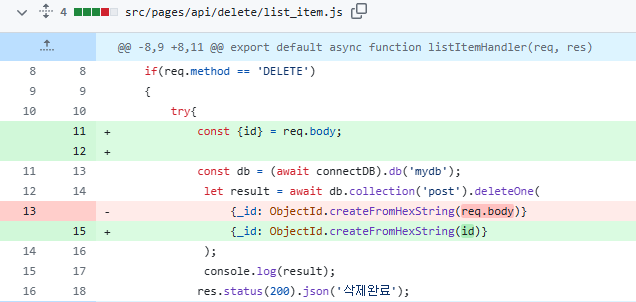 4 src/pages/api/delete/list_item.js
@@ -8,9 +8,11 @@ export default async function listItemHandler(req, res)
8 8 if(req.method == 'DELETE')
9 9 {
10 10 try{
11 + const {id} = req.body;
12 +
11 13 const db = (await connectDB).db('mydb');
12 14 let result = await db.collection('post').deleteOne(
13 - {_id: ObjectId.createFromHexString(req.body)}
15 + {_id: ObjectId.createFromHexString(id)}
14 16 );
15 17 console.log(result);
16 18 res.status(200).json('삭제완료');